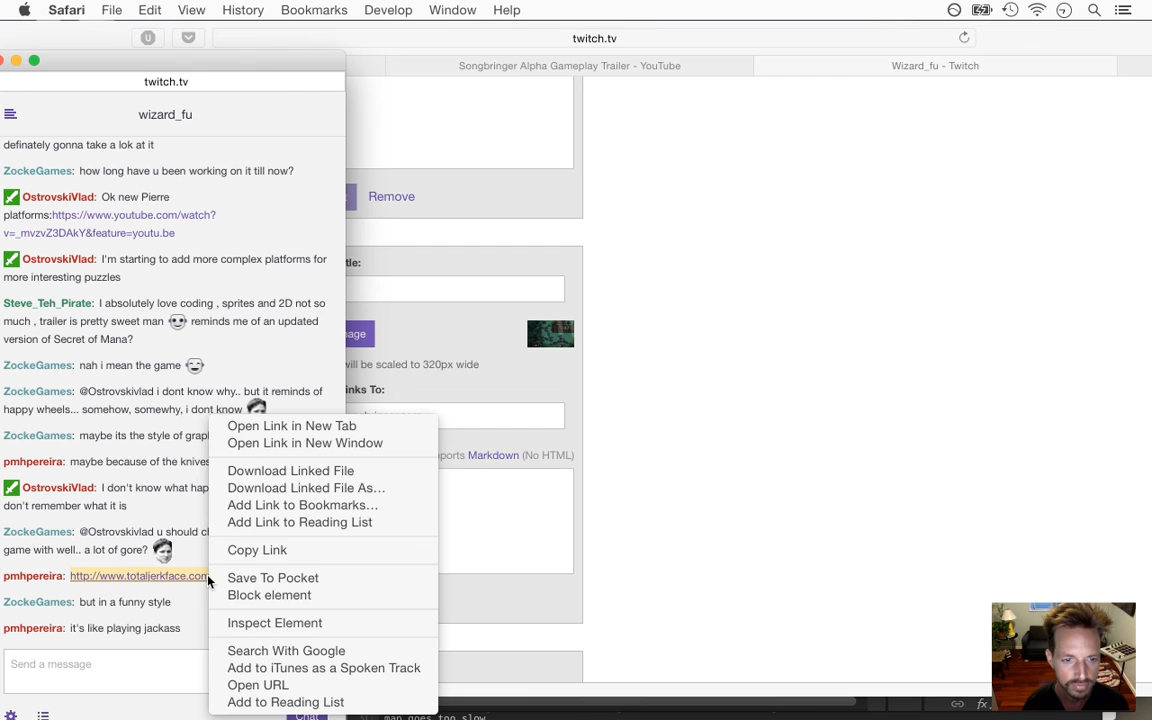 Safari File Edit View History Bookmarks Develop Window Help
twitch.tv
Songbringer Alpha Gameplay Trailer - YouTube
Wizard_fu - Twitch
twitch.tv
wizard_fu
definately gonna take a lok at it
ZockeGames: how long have u been working on it till now?
OstrovskiVlad: Ok new Pierre
platforms:https://www.youtube.com/watch?
v=_mvzvZ3DAkY&feature=youtu.be
OstrovskiVlad: I'm starting to add more complex platforms for
more interesting puzzles
Steve_Teh_Pirate: I absolutely love coding , sprites and 2D not so
much , trailer is pretty sweet man reminds me of an updated
version of Secret of Mana?
ZockeGames: nah i mean the game
ZockeGames: @Ostrovskivlad i dont know why.. but it reminds of
happy wheels... somehow, somewhy, i dont know
ZockeGames: maybe its the style of grap
pmhpereira: maybe because of the knives
OstrovskiVlad: I don't know what hap
don't remember what it is
ZockeGames: @Ostrovskivlad u should c
game with well.. a lot of gore?
pmhpereira: http://www.totaljerkface.com
ZockeGames: but in a funny style
pmhpereira: it's like playing jackass
Send a message
Chat
Remove
tle:
age
will be scaled to 320px wide
inks To:
pports Markdown (No HTML)
Open Link in New Tab
Open Link in New Window
Download Linked File
Download Linked File As…
Add Link to Bookmarks…
Add Link to Reading List
Copy Link
Save To Pocket
Block element
Inspect Element
Search With Google
Add to iTunes as a Spoken Track
Open URL
Add to Reading List
man goes too slow